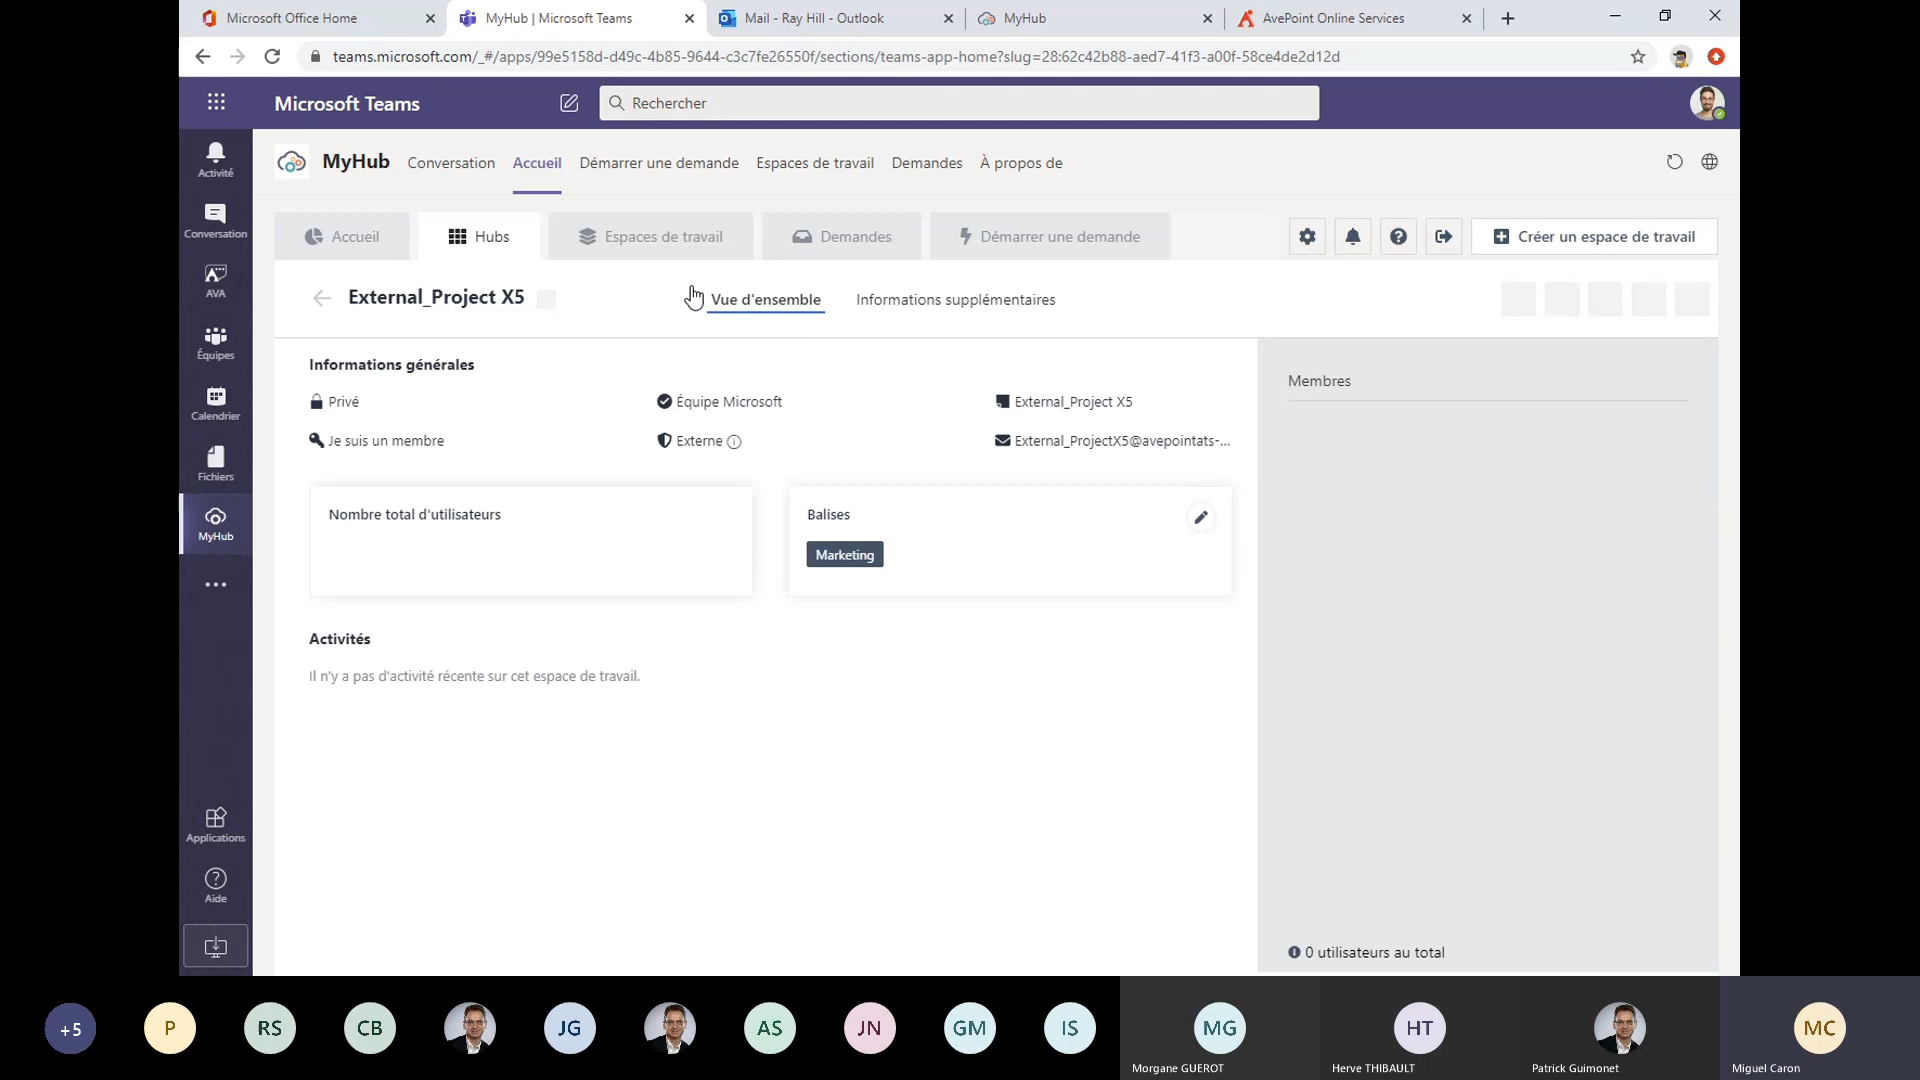 Microsoft Office Home
MyHub | Microsoft Teams
Mail - Ray Hill - Outlook
MyHub
AvePoint Online Services
teams.microsoft.com/_#/apps/99e5158d-d49c-4b85-9644-c3c7fe26550f/sections/teams-app-home?slug=28:62c42b88-aed7-41f3-a00f-58ce4de2d12d
Microsoft Teams
Rechercher
Activité
Conversation
AVA
Équipes
Calendrier
Fichiers
MyHub
Applications
Aide
MyHub Conversation Accueil Démarrer une demande Espaces de travail Demandes À propos de
Accueil Hubs Espaces de travail Demandes Démarrer une demande Créer un espace de travail
External_Project X5
Vue d'ensemble Informations supplémentaires
Informations générales
Privé Équipe Microsoft External_Project X5
Je suis un membre Externe External_ProjectX5@avepointats-...
Nombre total d'utilisateurs
Balises
Marketing
Activités
Il n'y a pas d'activité récente sur cet espace de travail.
Membres
0 utilisateurs au total
+5 P RS CB JG AS JN GM IS MG HT MC
Morgane GUEROT Herve THIBAULT Patrick Guimonet Miguel Caron